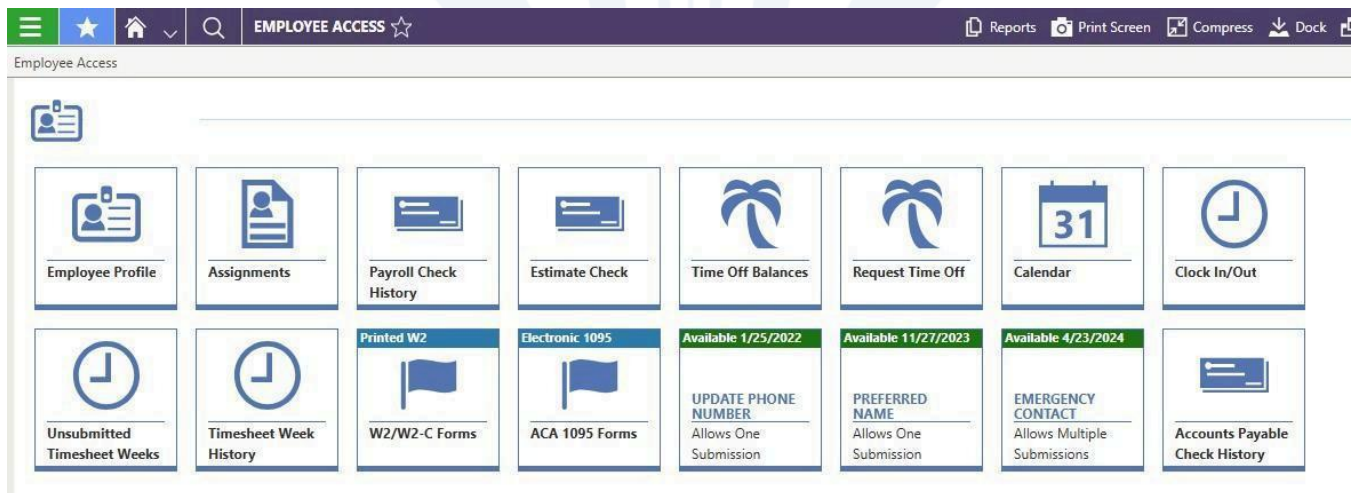 EMPLOYEE ACCESS
Reports
Print Screen
Compress
Dock
Employee Access
Employee Profile
Assignments
Payroll Check
History
Estimate Check
Time Off Balances
Request Time Off
31
Calendar
Clock In/Out
Unsubmitted
Timesheet Weeks
Timesheet Week
History
Printed W2
W2/W2-C Forms
Electronic 1095
ACA 1095 Forms
Available 1/25/2022
UPDATE PHONE
NUMBER
Allows One
Submission
Available 11/27/2023
PREFERRED
NAME
Allows One
Submission
Available 4/23/2024
EMERGENCY
CONTACT
Allows Multiple
Submissions
Accounts Payable
Check History